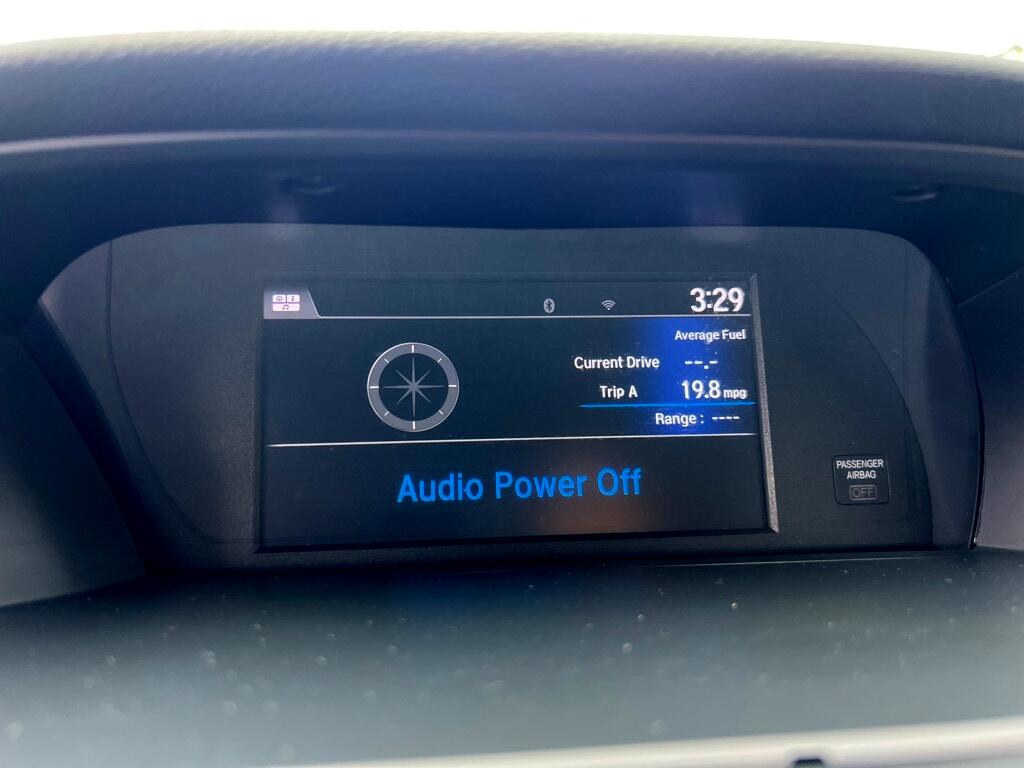 3:29
Average Fuel
Current Drive --.-
Trip A 19.8 mpg
Range : ----
Audio Power Off
PASSENGER
AIRBAG
OFF